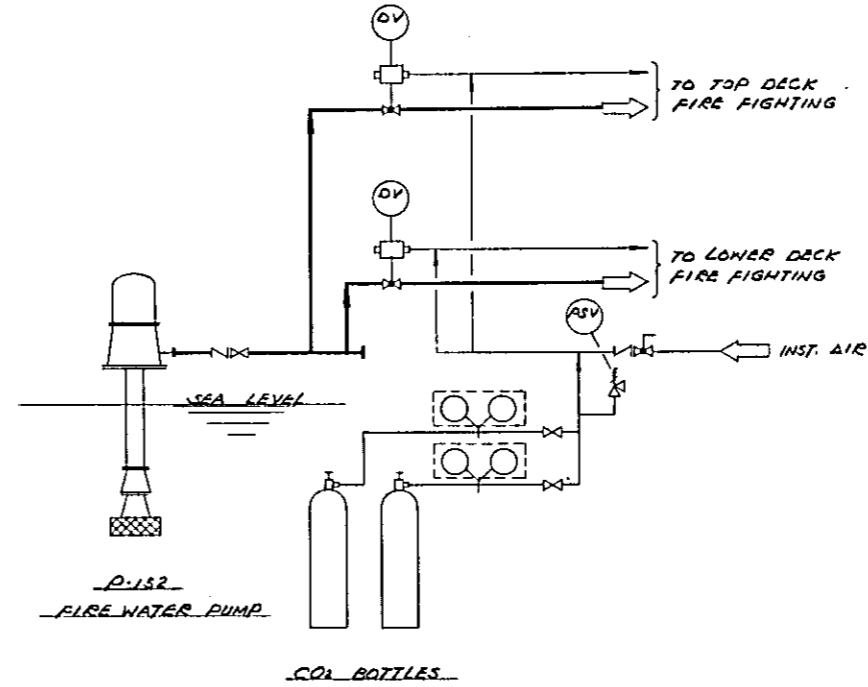 DV
TO TOP DECK
FIRE FIGHTING
DV
TO LOWER DECK
FIRE FIGHTING
PSV
INST. AIR
SEA LEVEL
P-152
FIRE WATER PUMP
CO2 BOTTLES